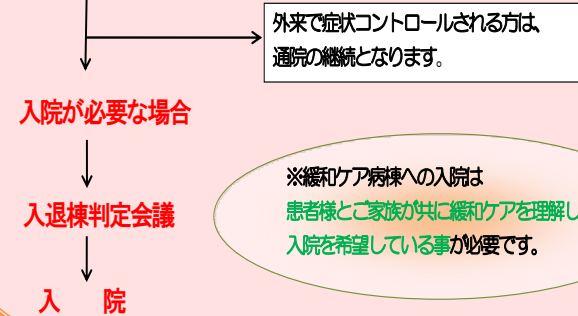 外来で症状コントロールされる方は、
通院の継続となります。
入院が必要な場合
※緩和ケア病棟への入院は
患者様とご家族が共に緩和ケアを理解し
入退棟判定会議
入院を希望している事が必要です。
入　院